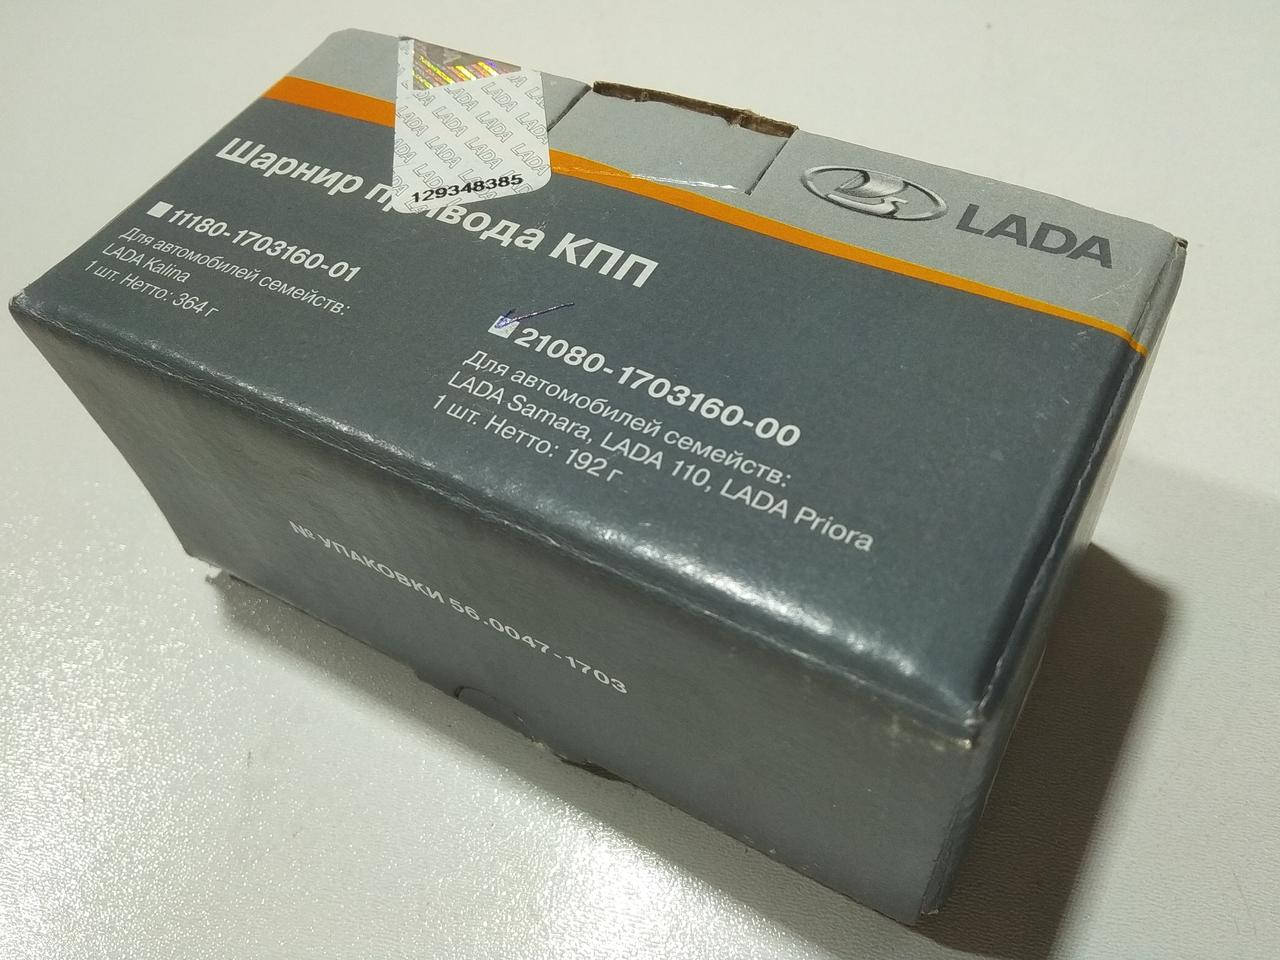 LADA
129348385
Шарнир привода КПП
11180-1703160-01
Для автомобилей семейств:
LADA Kalina
1 шт. Нетто: 364 г
21080-1703160-00
Для автомобилей семейств:
LADA Samara, LADA 110, LADA Priora
1 шт. Нетто: 192 г
№ УПАКОВКИ 56.0047-1703